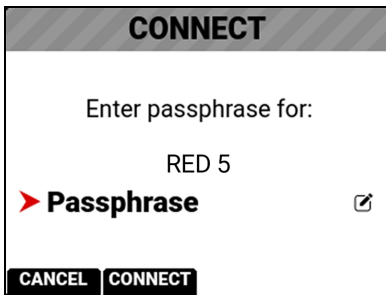 CONNECT
Enter passphrase for:
RED 5
Passphrase
CANCEL CONNECT